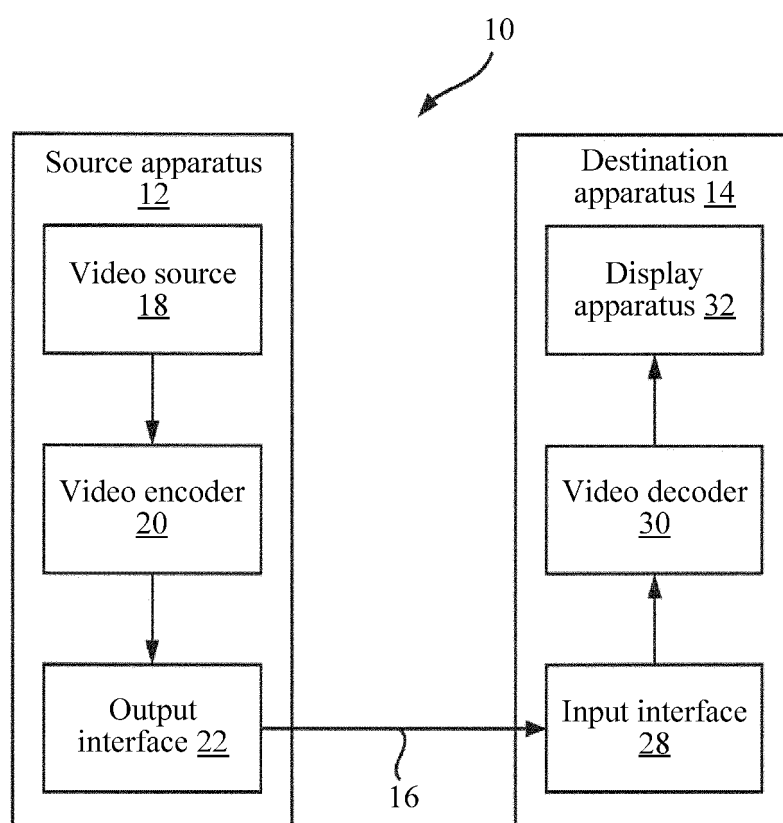 10
Source apparatus
12
Video source
18
Video encoder
20
Output
interface 22
16
Destination
apparatus 14
Display
apparatus 32
Video decoder
30
Input interface
28